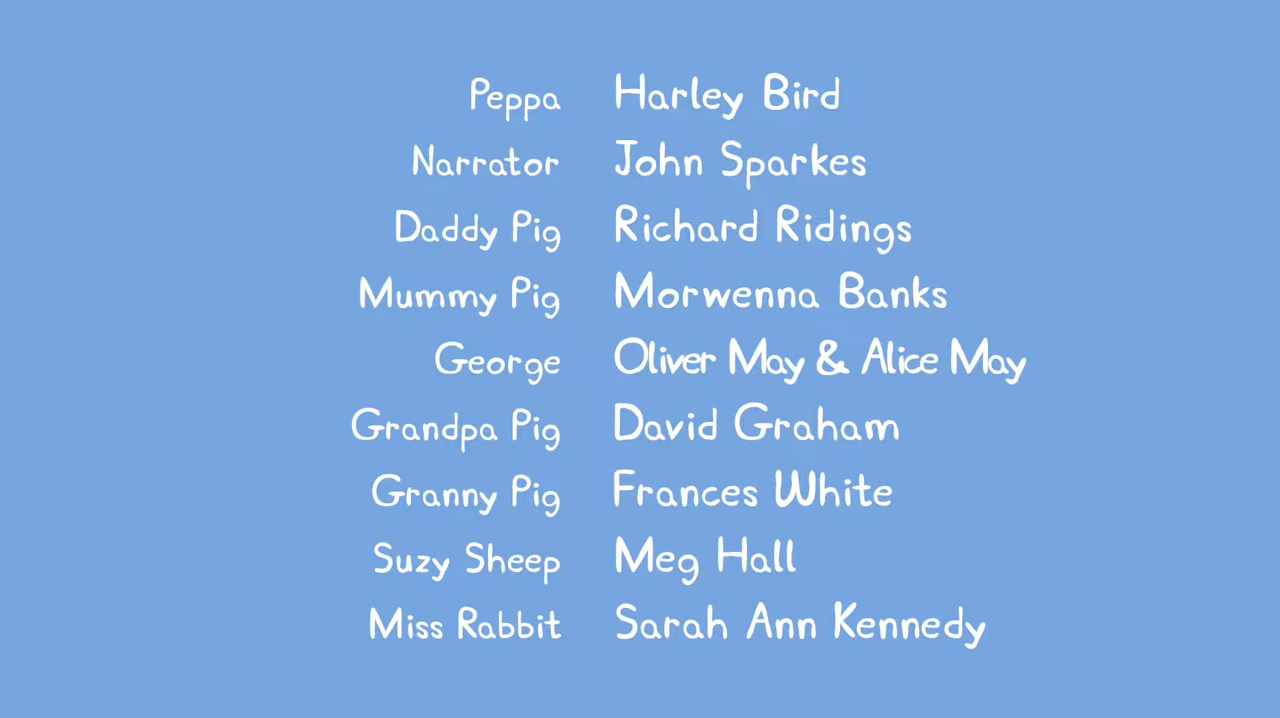 Peppa Harley Bird
Narrator John Sparkes
Daddy Pig Richard Ridings
Mummy Pig Morwenna Banks
George Oliver May & Alice May
Grandpa Pig David Graham
Granny Pig Frances White
Suzy Sheep Meg Hall
Miss Rabbit Sarah Ann Kennedy